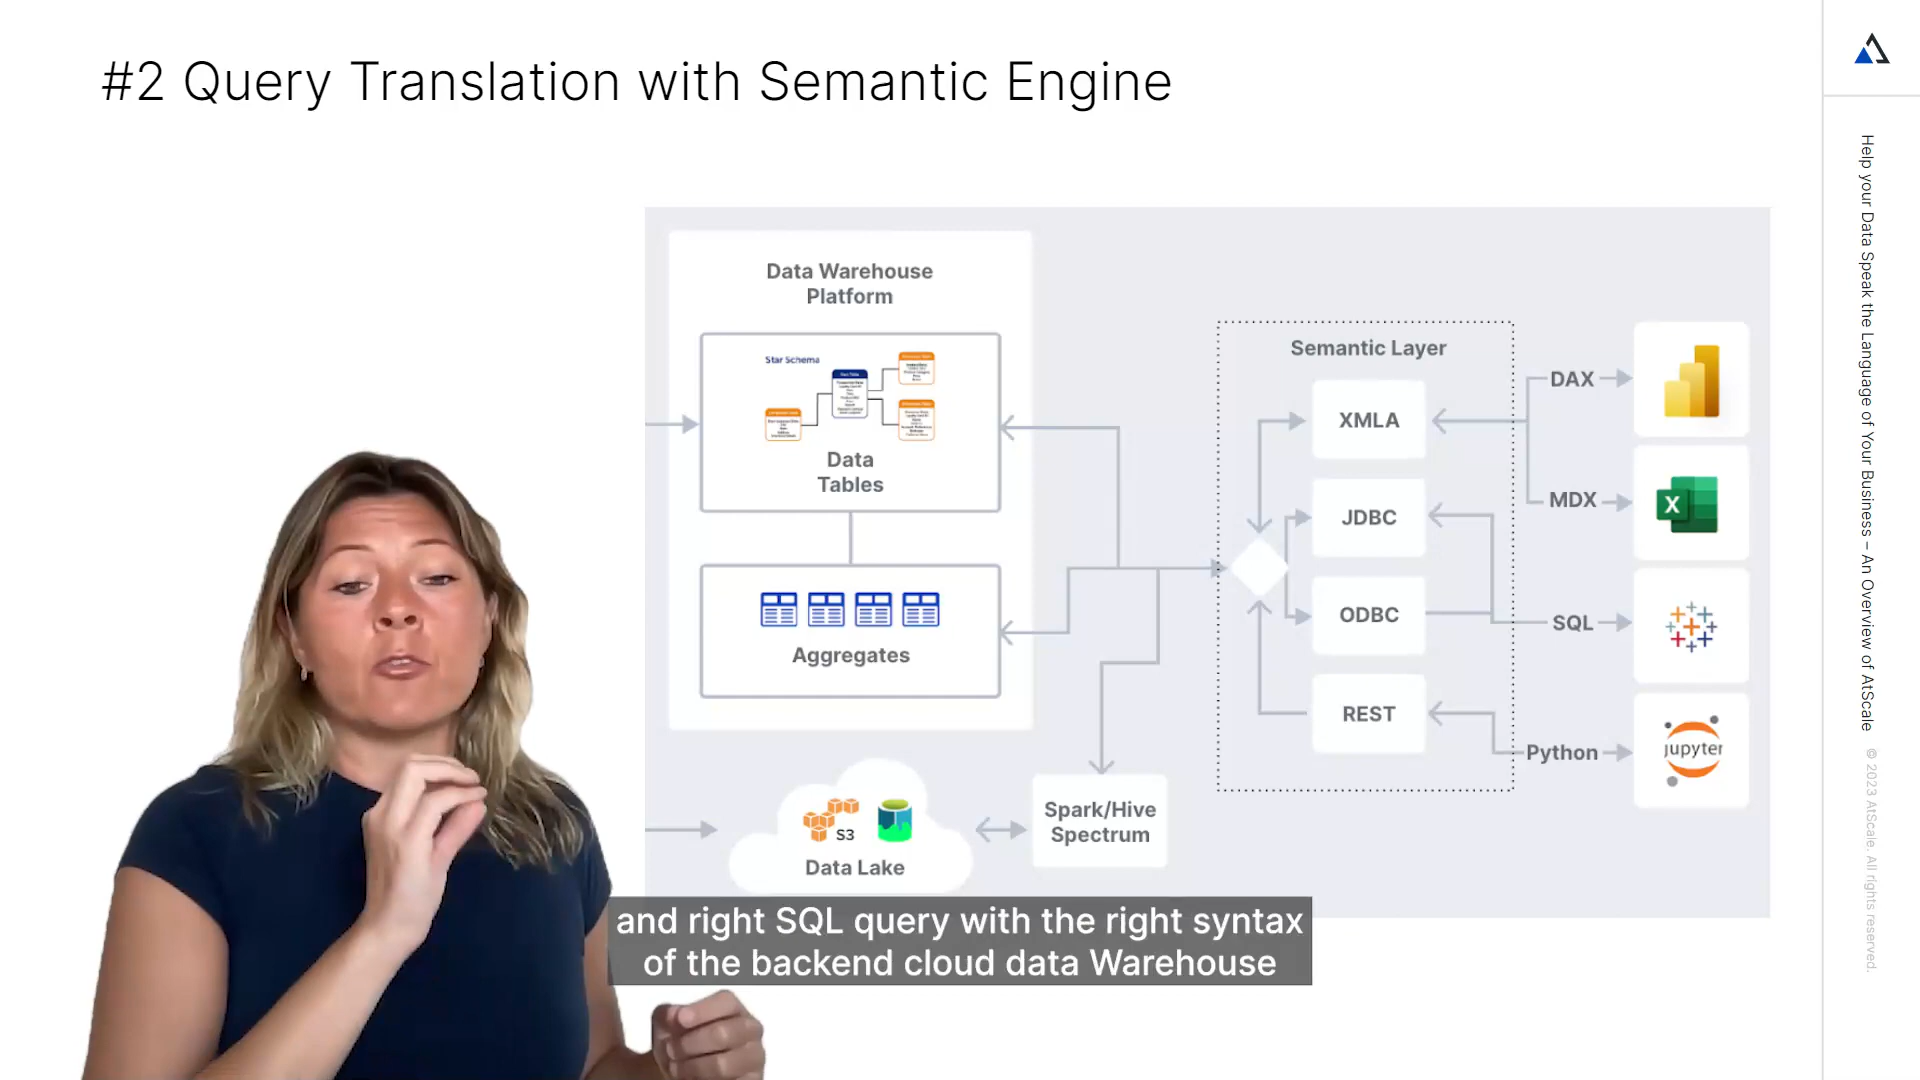 #2 Query Translation with Semantic Engine
Data Warehouse
Platform
Star Schema
Data
Tables
Aggregates
S3
Data Lake
Spark/Hive
Spectrum
Semantic Layer
XMLA
JDBC
ODBC
REST
DAX
MDX
X
SQL
Python
jupyter
and right SQL query with the right syntax
of the backend cloud data Warehouse
Help your Data Speak the Language of Your Business – An Overview of AtScale
© 2023 AtScale. All rights reserved.